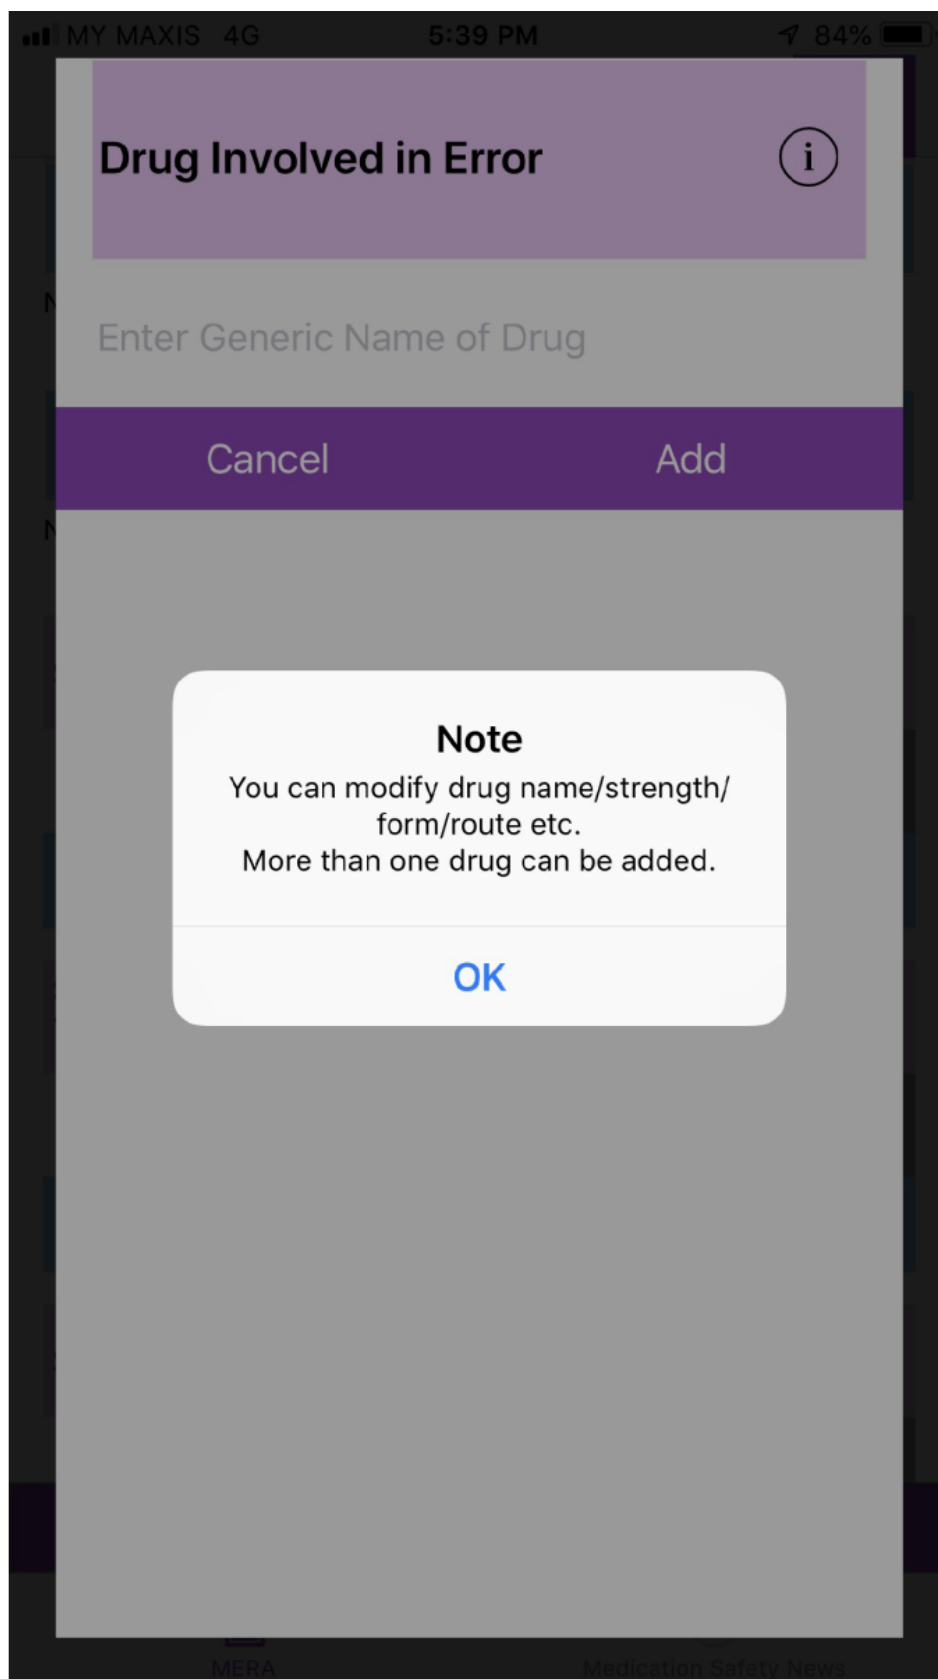 MY MAXIS 4G 5:39 PM 84%
Drug Involved in Error i
Enter Generic Name of Drug
Cancel Add
Note
You can modify drug name/strength/
form/route etc.
More than one drug can be added.
OK
MERA Medication Safety News